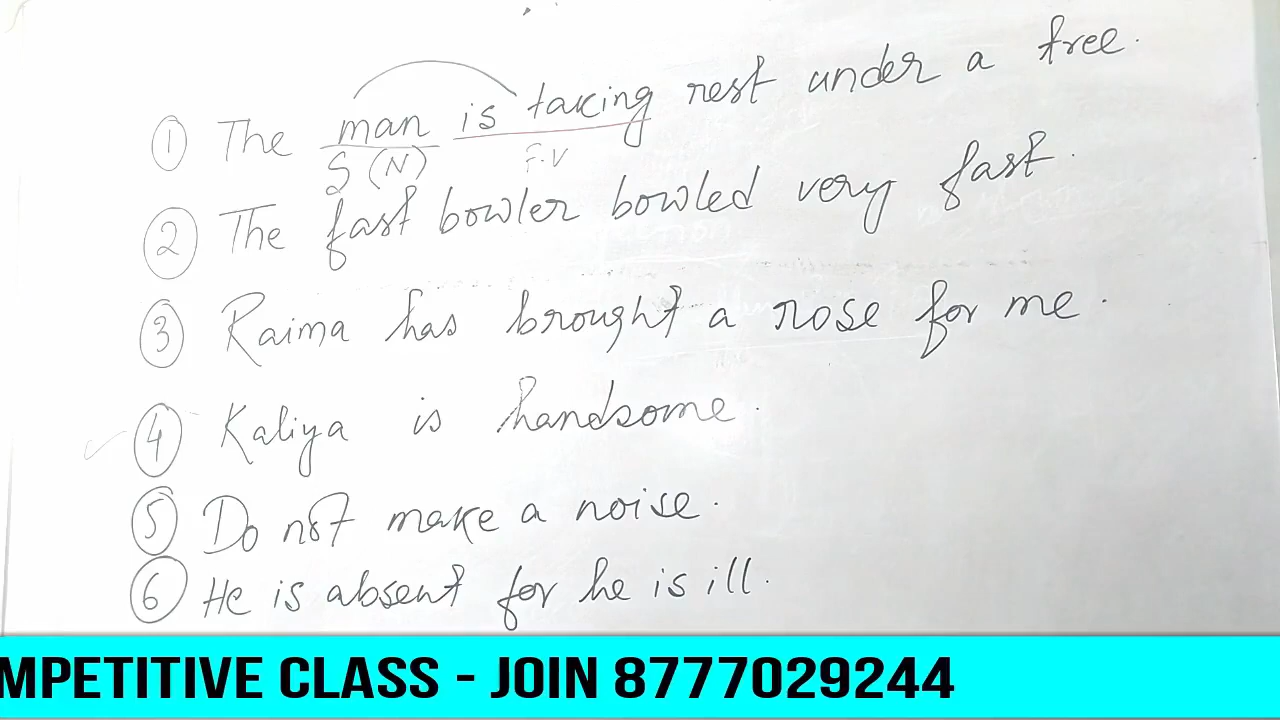 ① The man is taking rest under a tree.
S (N) F.V
② The fast bowler bowled very fast.
③ Raima has brought a rose for me.
④ Kaliya is handsome.
⑤ Do not make a noise.
⑥ He is absent for he is ill.
MPETITIVE CLASS - JOIN 8777029244